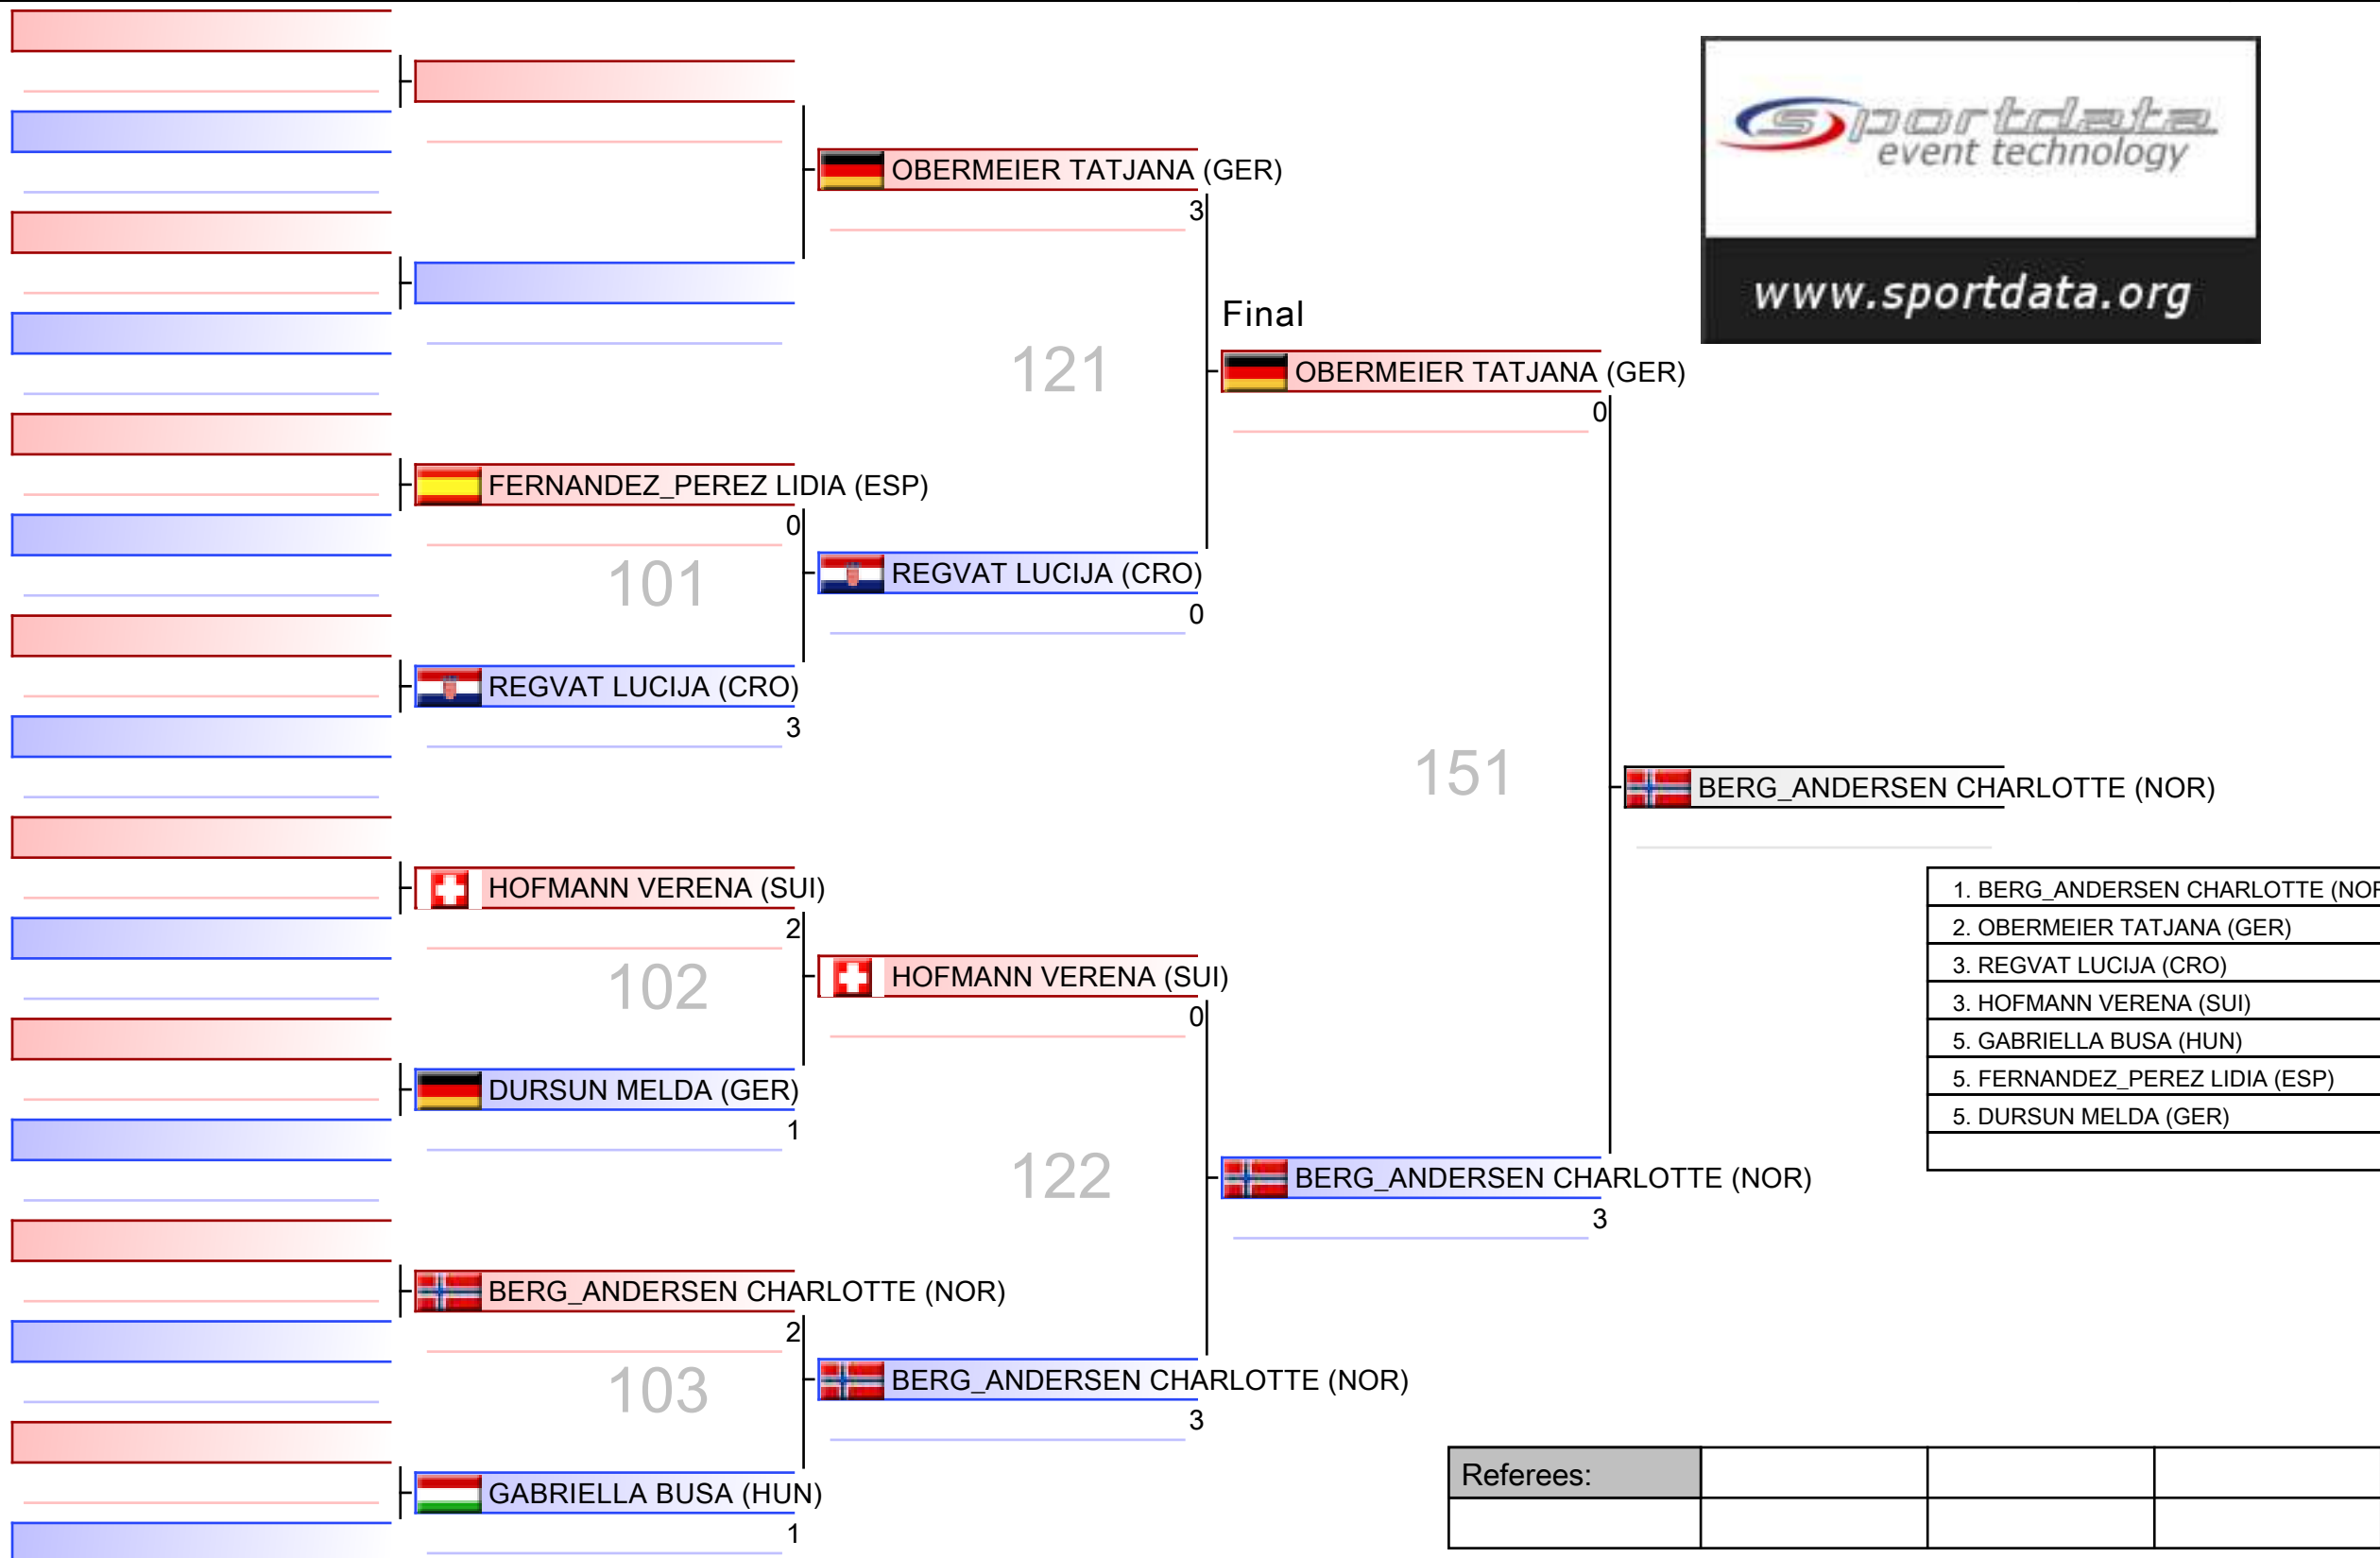 sportdata
event technology
www.sportdata.org
OBERMEIER TATJANA (GER)
3
Final
121
OBERMEIER TATJANA (GER)
0
FERNANDEZ_PEREZ LIDIA (ESP)
0
101
REGVAT LUCIJA (CRO)
0
REGVAT LUCIJA (CRO)
3
151
BERG_ANDERSEN CHARLOTTE (NOR)
HOFMANN VERENA (SUI)
2
102
HOFMANN VERENA (SUI)
0
DURSUN MELDA (GER)
1
122
BERG_ANDERSEN CHARLOTTE (NOR)
3
1. BERG_ANDERSEN CHARLOTTE (NOR
2. OBERMEIER TATJANA (GER)
3. REGVAT LUCIJA (CRO)
3. HOFMANN VERENA (SUI)
5. GABRIELLA BUSA (HUN)
5. FERNANDEZ_PEREZ LIDIA (ESP)
5. DURSUN MELDA (GER)
BERG_ANDERSEN CHARLOTTE (NOR)
2
103
BERG_ANDERSEN CHARLOTTE (NOR)
3
GABRIELLA BUSA (HUN)
1
Referees: